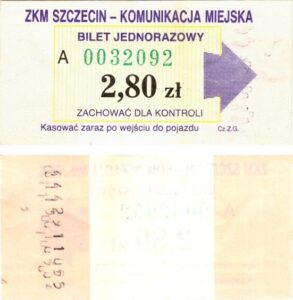 ZKM SZCZECIN – KOMUNIKACJA MIEJSKA
BILET JEDNORAZOWY
A 0032092
2,80 zł
ZACHOWAĆ DLA KONTROLI
Kasować zaraz po wejściu do pojazdu
Cz.Z.G.